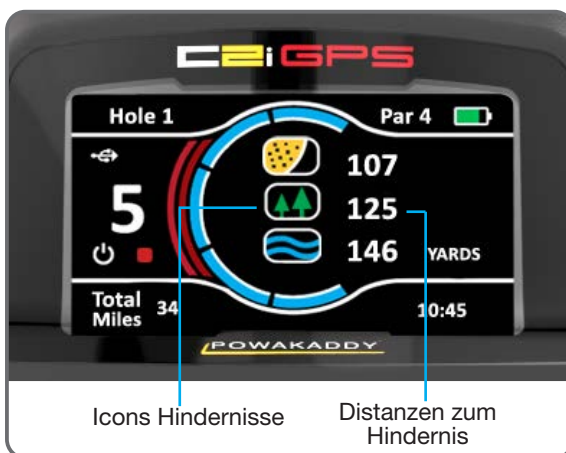 C2i GPS
Hole 1
Par 4
107
5
125
146 YARDS
Total
Miles 34
10:45
POWAKADDY
Icons Hindernisse
Distanzen zum
Hindernis